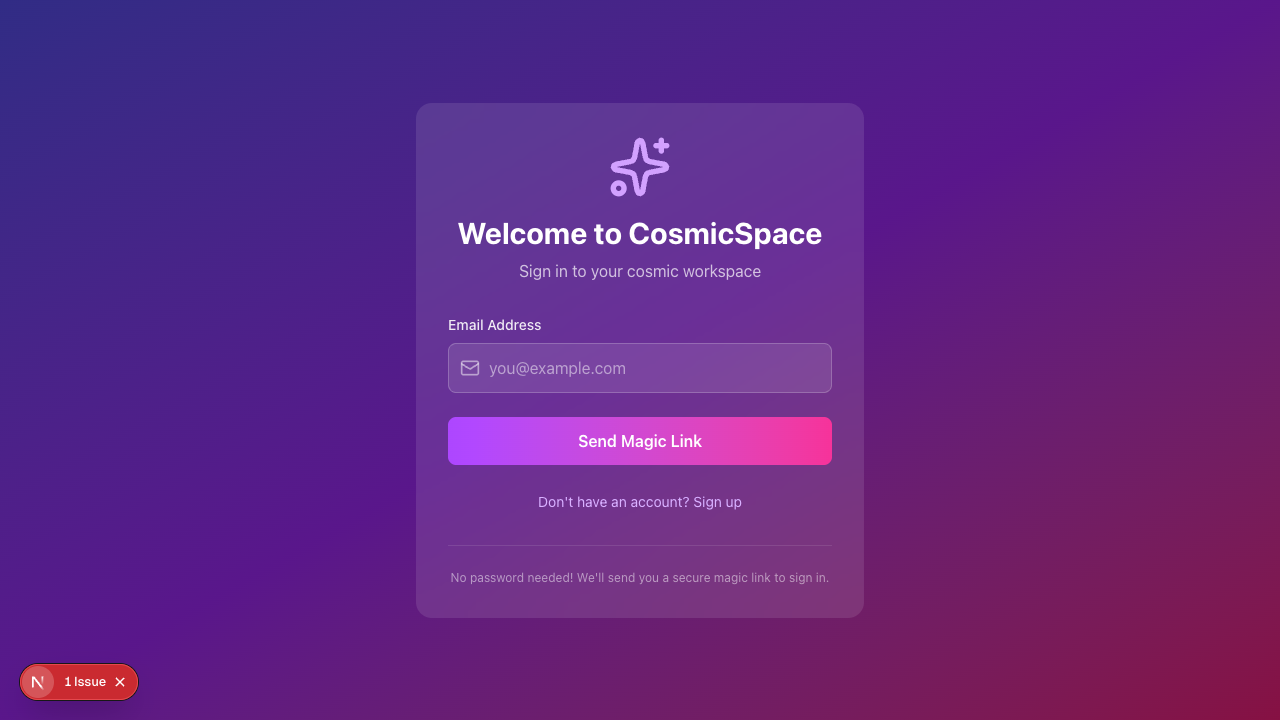 Welcome to CosmicSpace
Sign in to your cosmic workspace
Email Address
you@example.com
Send Magic Link
Don't have an account? Sign up
No password needed! We'll send you a secure magic link to sign in.
N 1 Issue